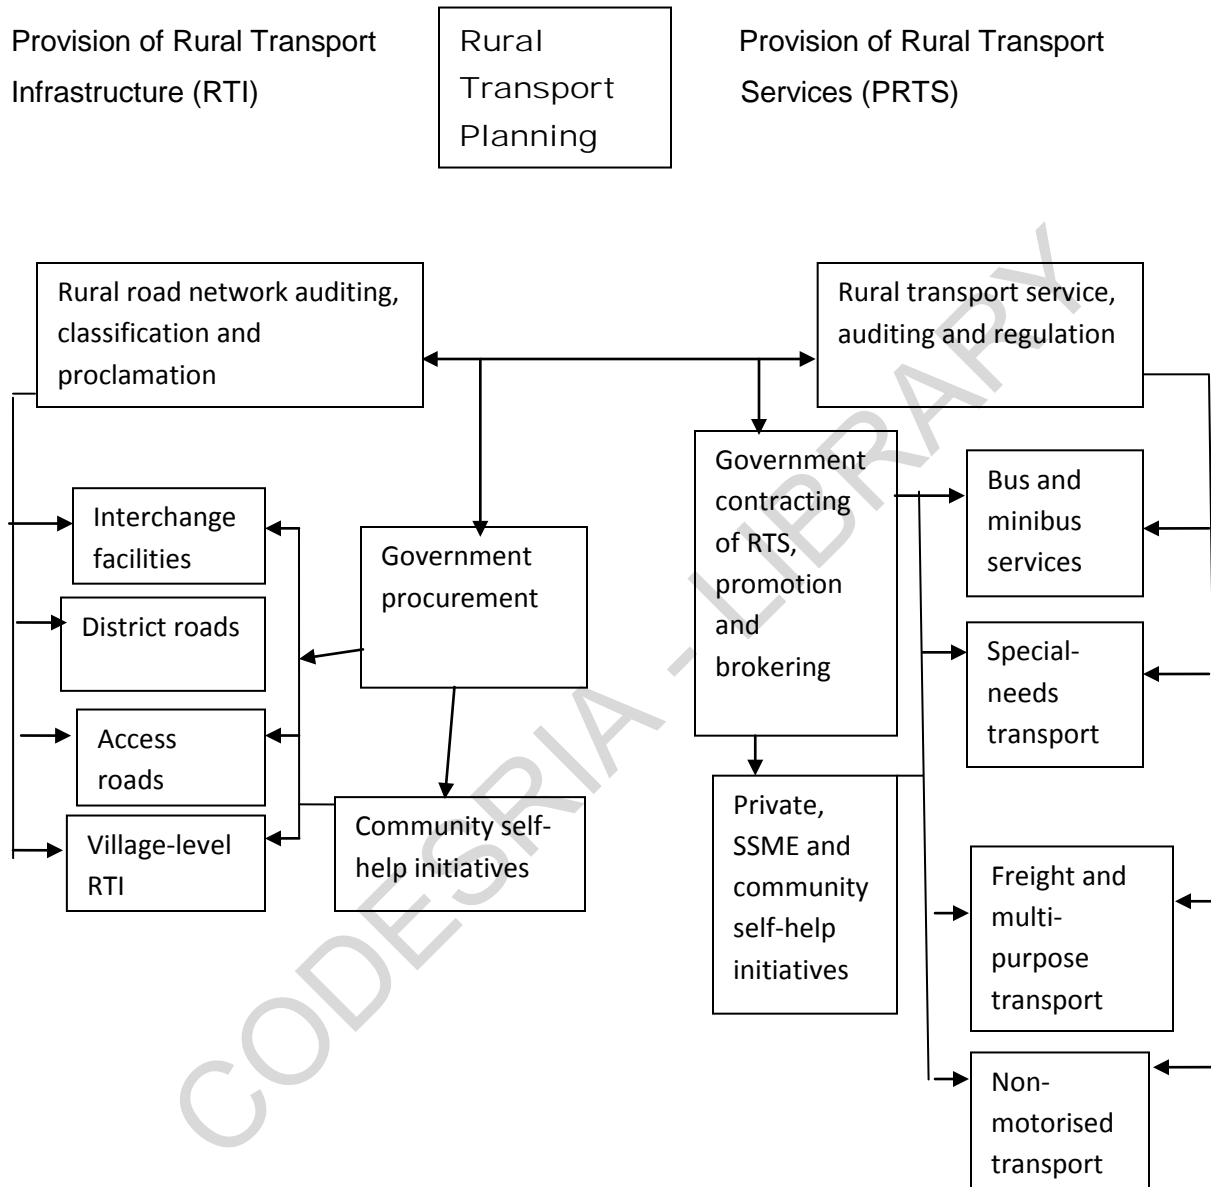 Provision of Rural Transport
Infrastructure (RTI)
Rural
Transport
Planning
Provision of Rural Transport
Services (PRTS)
Rural road network auditing,
classification and
proclamation
Rural transport service,
auditing and regulation
Interchange
facilities
District roads
Access
roads
Village-level
RTI
Government
procurement
Community self-
help initiatives
Government
contracting
of RTS,
promotion
and
brokering
Private,
SSME and
community
self-help
initiatives
Bus and
minibus
services
Special-
needs
transport
Freight and
multi-
purpose
transport
Non-
motorised
transport
CODESRIA - LIBRARY